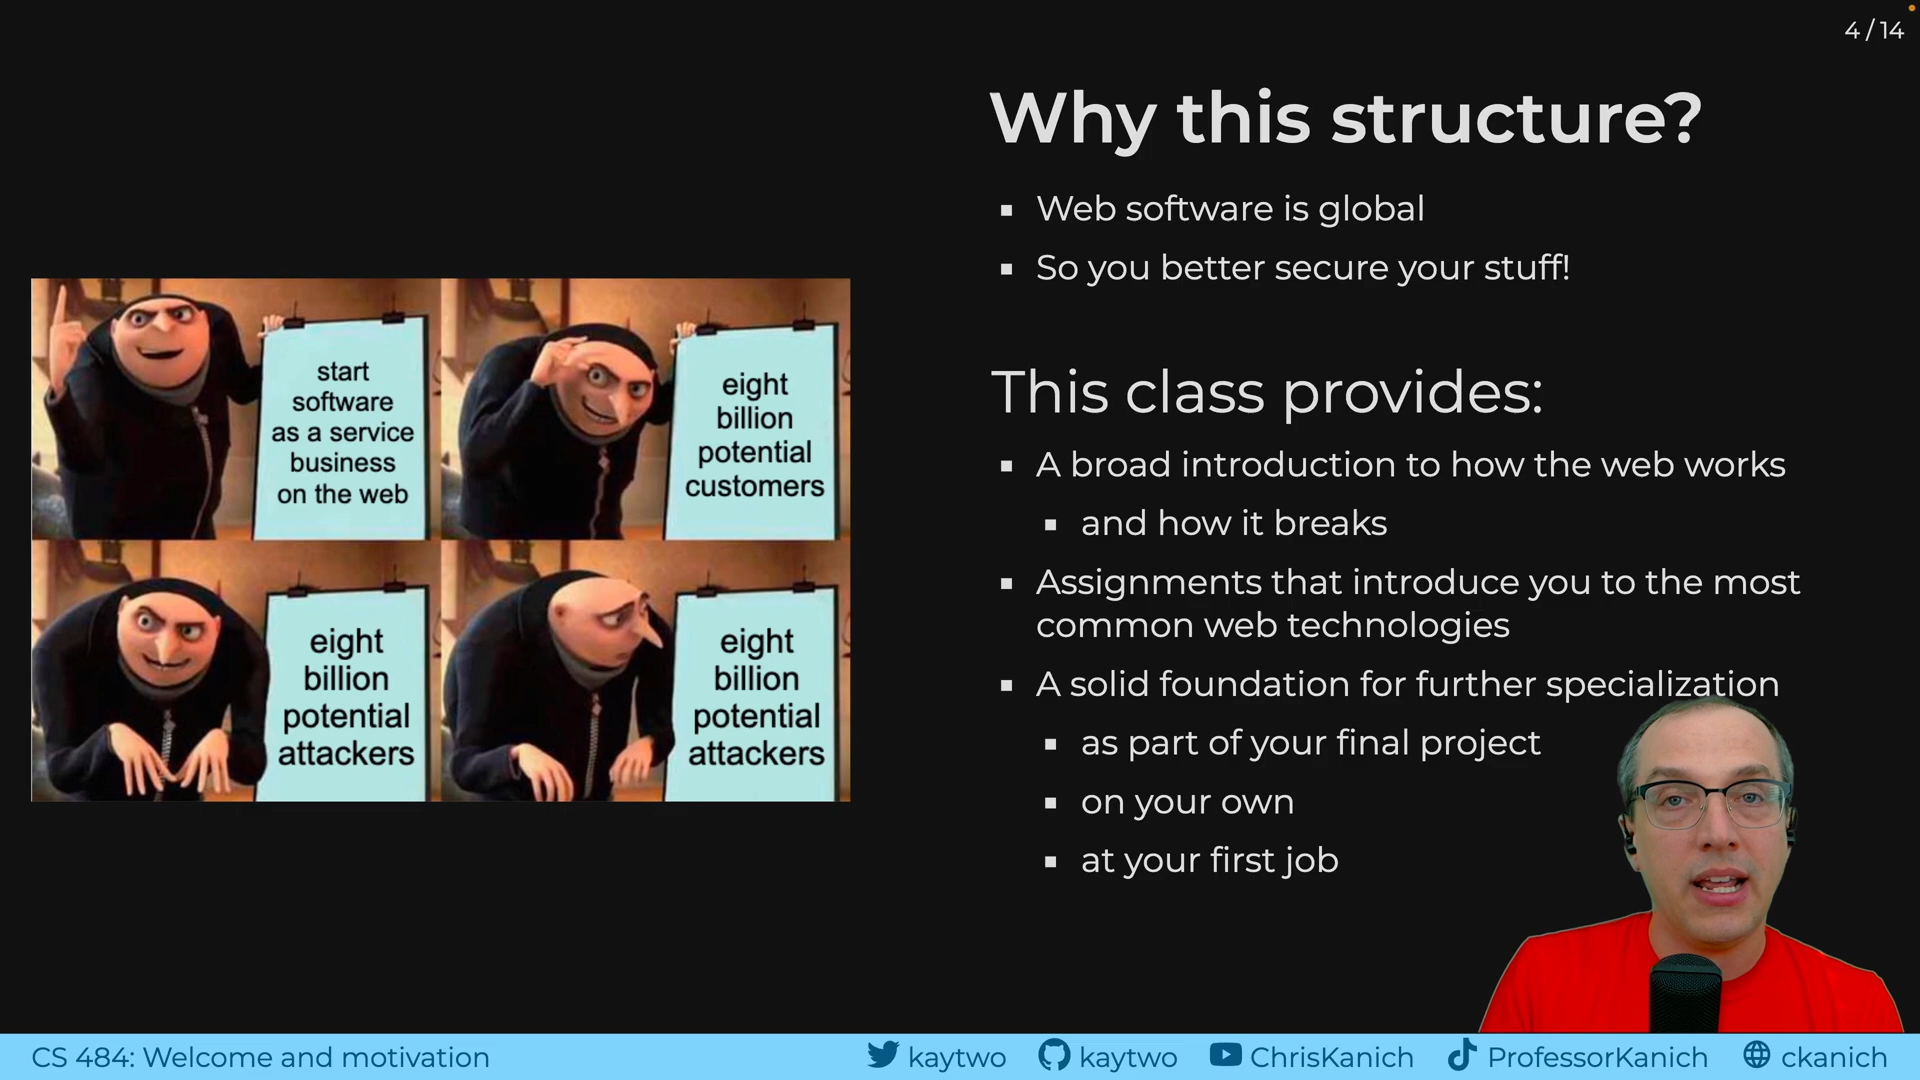 4 / 14
Why this structure?
Web software is global
So you better secure your stuff!
This class provides:
A broad introduction to how the web works
and how it breaks
Assignments that introduce you to the most
common web technologies
A solid foundation for further specialization
as part of your final project
on your own
at your first job
start
software
as a service
business
on the web
eight
billion
potential
customers
eight
billion
potential
attackers
eight
billion
potential
attackers
CS 484: Welcome and motivation
kaytwo
kaytwo
ChrisKanich
ProfessorKanich
ckanich